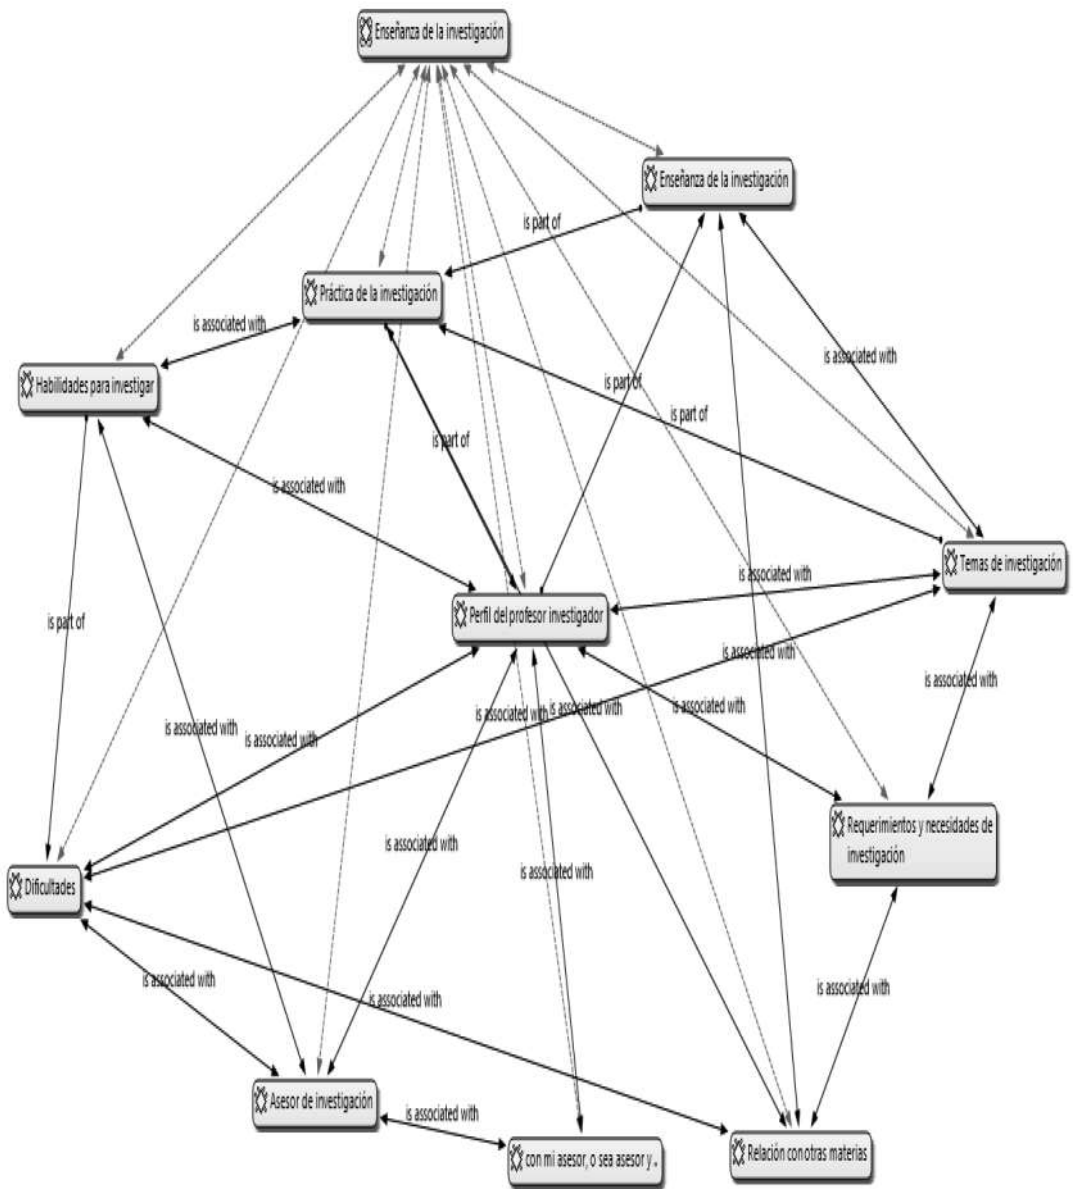 Enseñanza de la investigación
Enseñanza de la investigación
is part of
Práctica de la investigación
is associated with
is associated with
Habilidades para investigar
is part of
is part of
is part of
is associated with
Temas de investigación
is associated with
Perfil del profesor investigador
is part of
is associated with
is associated with
is associated with
is associated with
is associated with
is associated with
is associated with
Requerimientos y necesidades de
investigación
is associated with
is associated with
Dificultades
is associated with
is associated with
is associated with
Asesor de investigación
is associated with
con mi asesor, o sea asesor y .
Relación con otras materias